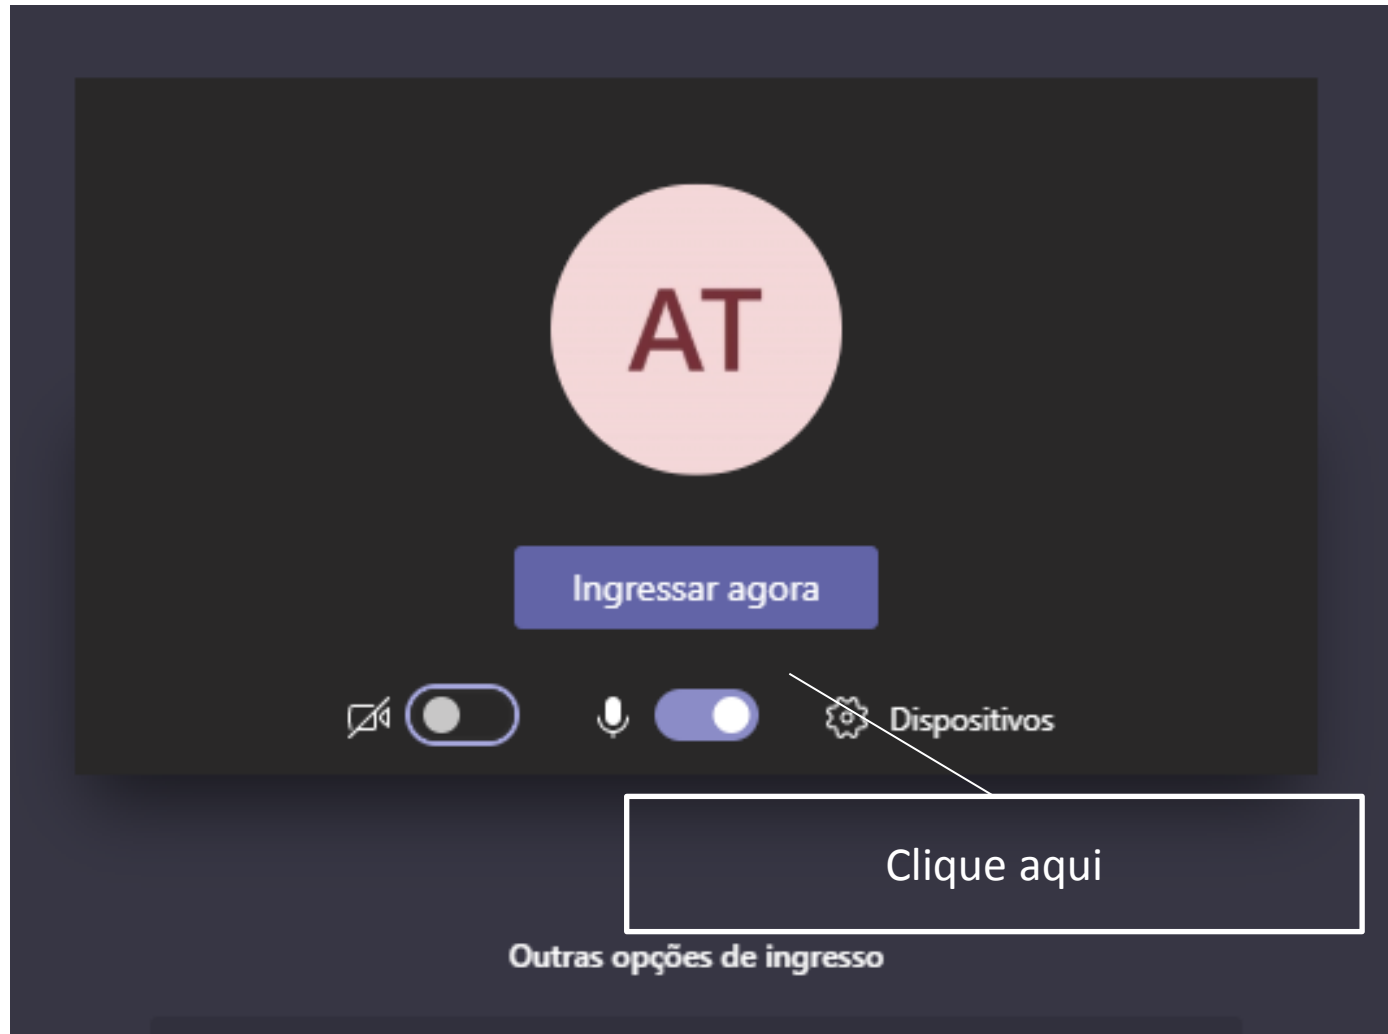 AT
Ingressar agora
Dispositivos
Clique aqui
Outras opções de ingresso